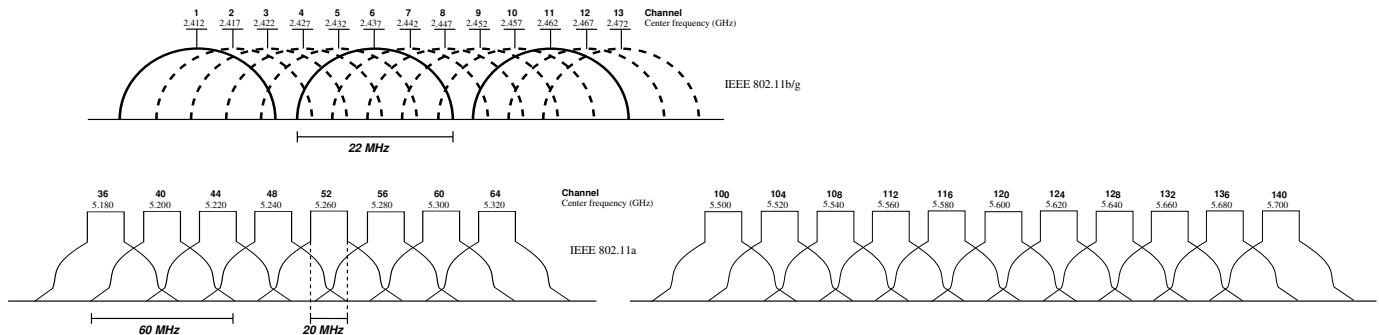 1 2 3 4 5 6 7 8 9 10 11 12 13 Channel
2.412 2.417 2.422 2.427 2.432 2.437 2.442 2.447 2.452 2.457 2.462 2.467 2.472 Center frequency (GHz)
IEEE 802.11b/g
22 MHz
36 40 44 48 52 56 60 64 Channel
5.180 5.200 5.220 5.240 5.260 5.280 5.300 5.320 Center frequency (GHz)
100 104 108 112 116 120 124 128 132 136 140
5.500 5.520 5.540 5.560 5.580 5.600 5.620 5.640 5.660 5.680 5.700
IEEE 802.11a
60 MHz
20 MHz